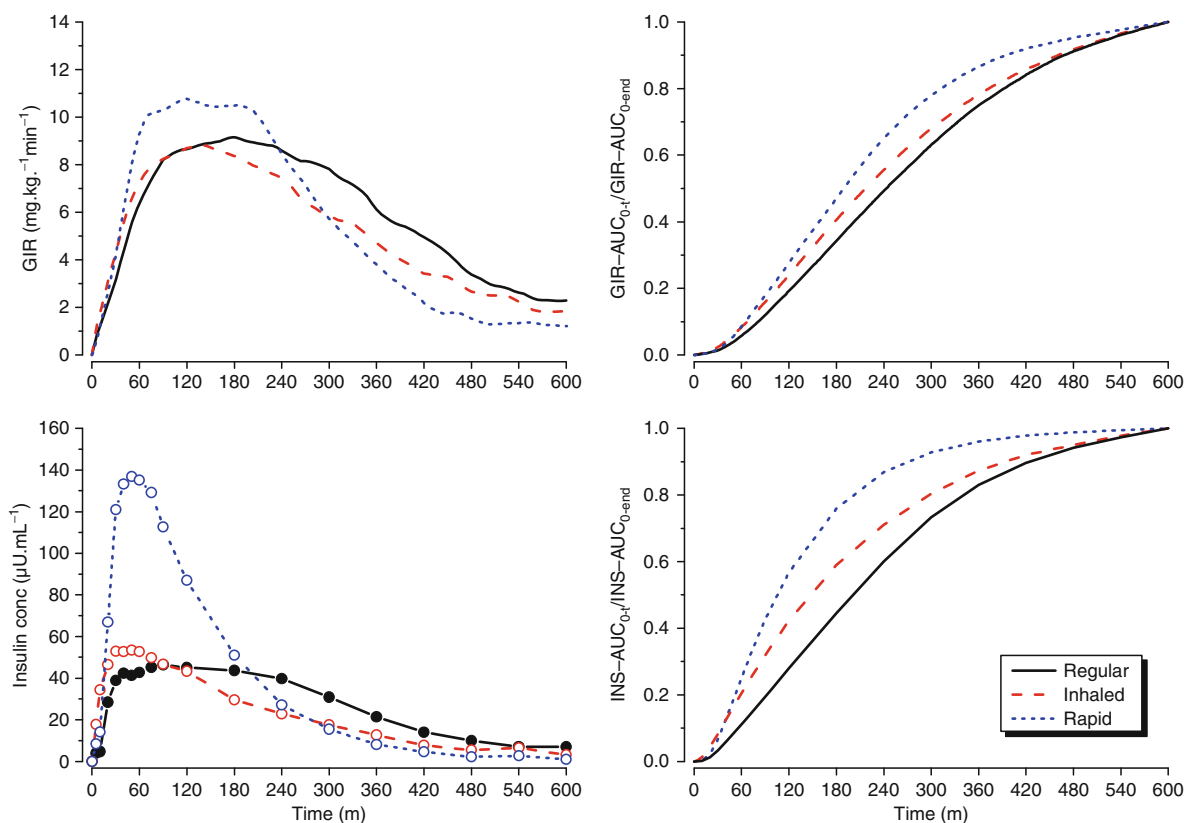 GIR (mg.kg.⁻¹min⁻¹)
14
12
10
8
6
4
2
0
0 60 120 180 240 300 360 420 480 540 600
GIR–AUC₀₋ₜ/GIR–AUC₀₋ₑₙd
1.0
0.8
0.6
0.4
0.2
0.0
0 60 120 180 240 300 360 420 480 540 600
Insulin conc (µU.mL⁻¹)
160
140
120
100
80
60
40
20
0
0 60 120 180 240 300 360 420 480 540 600
Time (m)
INS–AUC₀₋ₜ/INS–AUC₀₋ₑₙd
1.0
0.8
0.6
0.4
0.2
0.0
0 60 120 180 240 300 360 420 480 540 600
Time (m)
Regular
Inhaled
Rapid